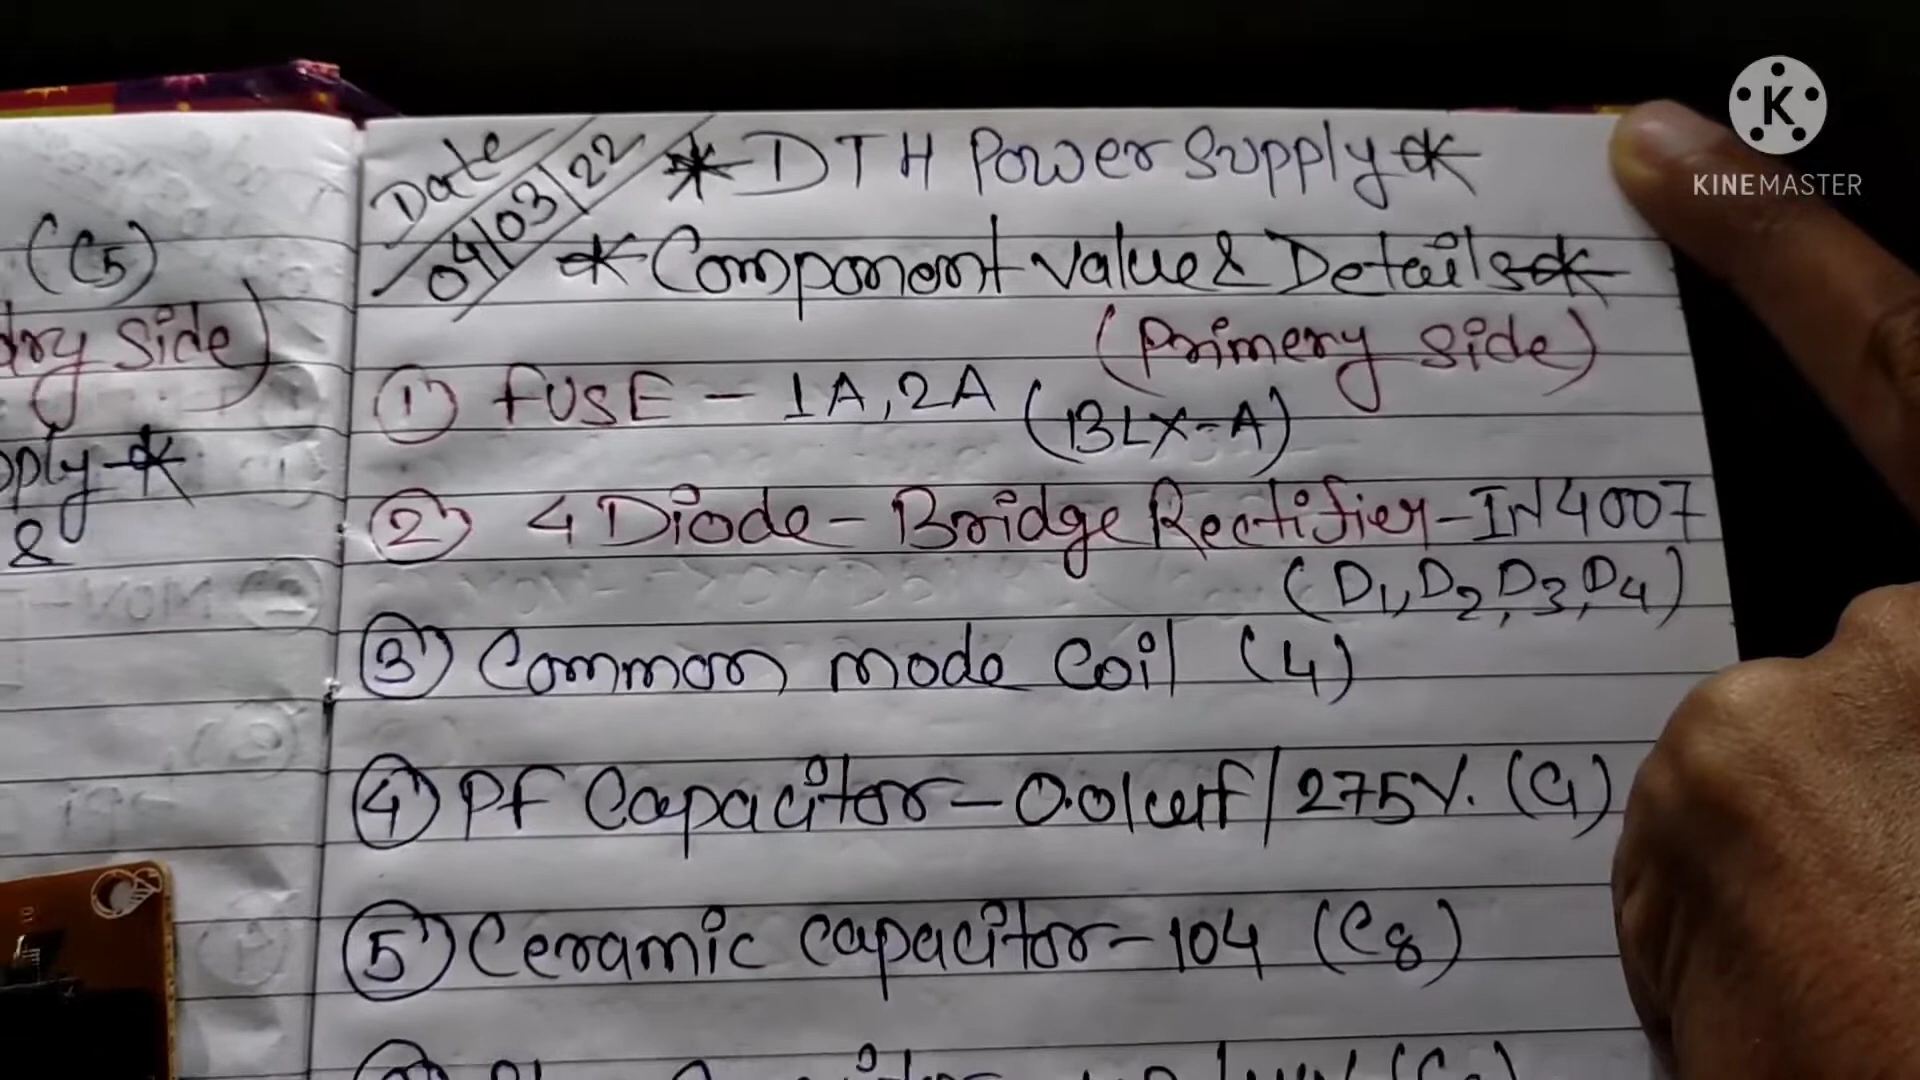 (C5)
dry Side)
pply *
&
Date
04/03/22
* DTH Power Supply *
* Component Value & Details *
(Primery Side)
① FUSE - 1A, 2A (BLX-A)
② 4 Diode - Bridge Rectifier - IN4007
(D1, D2, D3, D4)
③ Common mode Coil (4)
④ PF Capacitor - 0.01uf / 275V. (C1)
⑤ Ceramic Capacitor - 104 (C8)
K
KINEMASTER